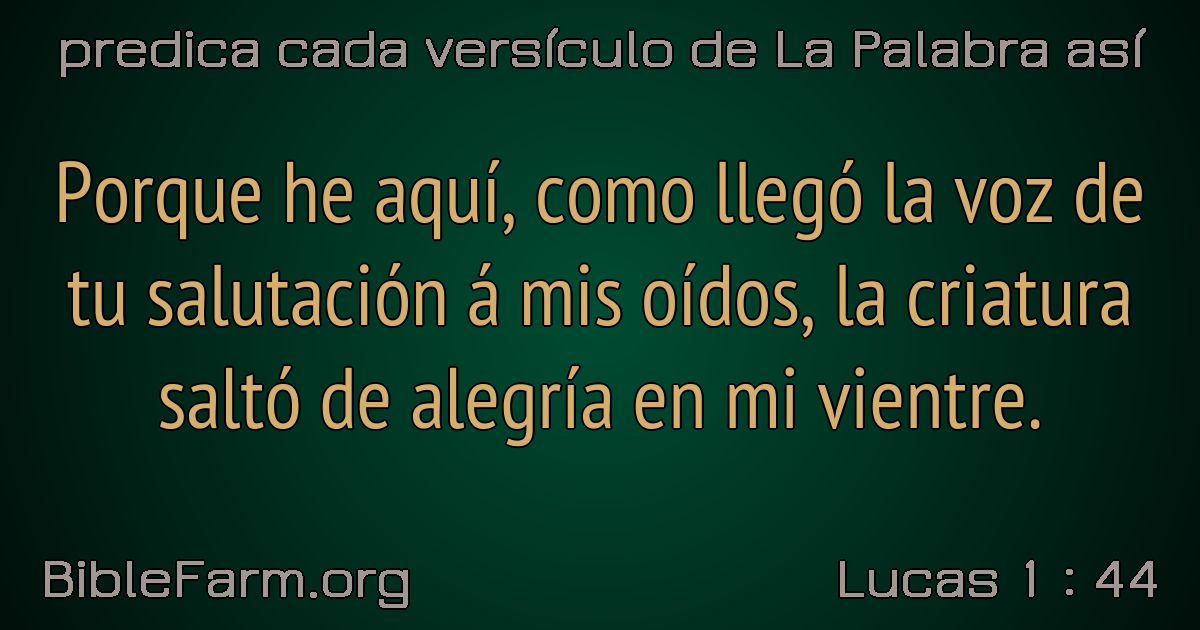 predica cada versículo de La Palabra así
Porque he aquí, como llegó la voz de
tu salutación á mis oídos, la criatura
saltó de alegría en mi vientre.
BibleFarm.org
Lucas 1 : 44